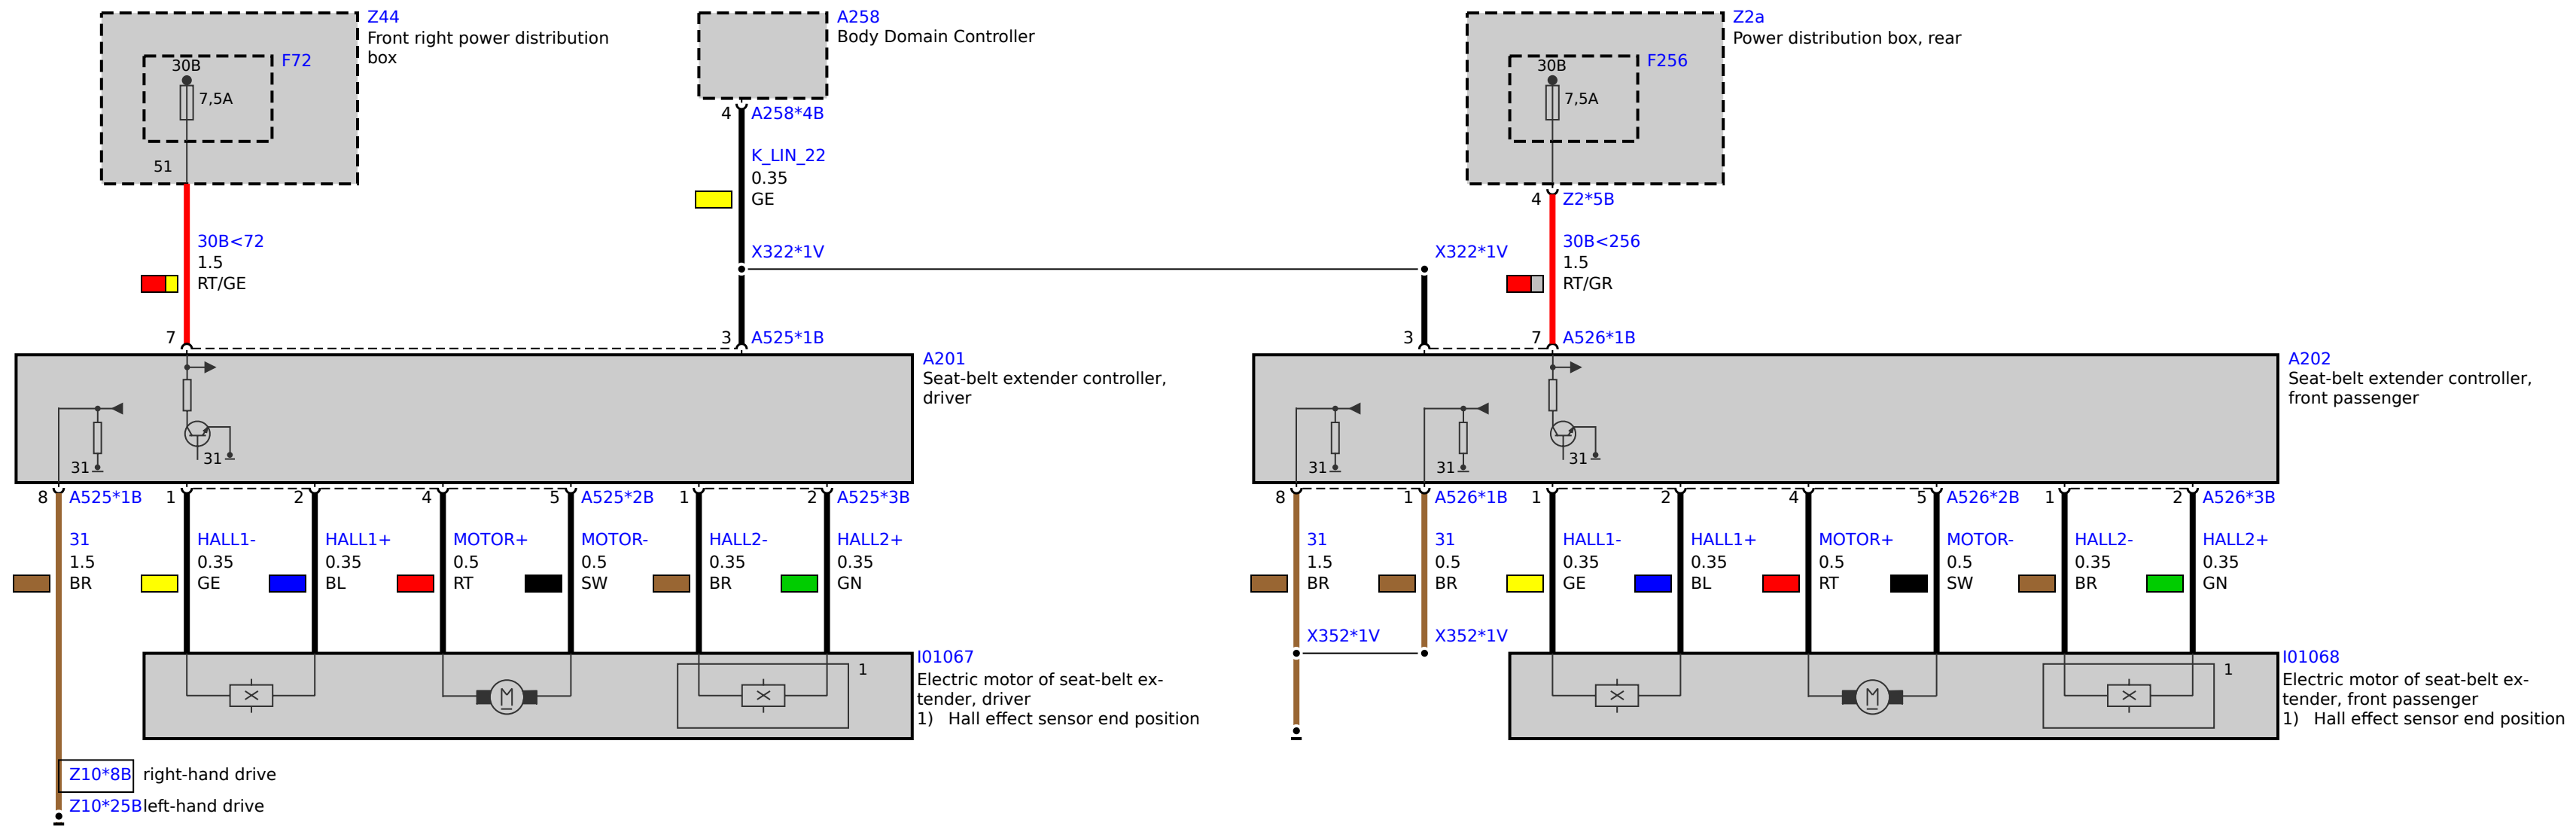 Z44
Front right power distribution
box
F72
30B
7,5A
51
A258
Body Domain Controller
4 A258*4B
K_LIN_22
0.35
GE
X322*1V
Z2a
Power distribution box, rear
F256
30B
7,5A
4 Z2*5B
30B<72
1.5
RT/GE
X322*1V
30B<256
1.5
RT/GR
7
3 A525*1B
3
7 A526*1B
A201
Seat-belt extender controller,
driver
31
31
A202
Seat-belt extender controller,
front passenger
31
31
31
8 A525*1B 1 2 4 5 A525*2B 1 2 A525*3B
31 HALL1- HALL1+ MOTOR+ MOTOR- HALL2- HALL2+
1.5 0.35 0.35 0.5 0.5 0.35 0.35
BR GE BL RT SW BR GN
8 1 A526*1B 1 2 4 5 A526*2B 1 2 A526*3B
31 31 HALL1- HALL1+ MOTOR+ MOTOR- HALL2- HALL2+
1.5 0.5 0.35 0.35 0.5 0.5 0.35 0.35
BR BR GE BL RT SW BR GN
X352*1V X352*1V
M
1
I01067
Electric motor of seat-belt ex-
tender, driver
1) Hall effect sensor end position
M
1
I01068
Electric motor of seat-belt ex-
tender, front passenger
1) Hall effect sensor end position
Z10*8B right-hand drive
Z10*25B left-hand drive